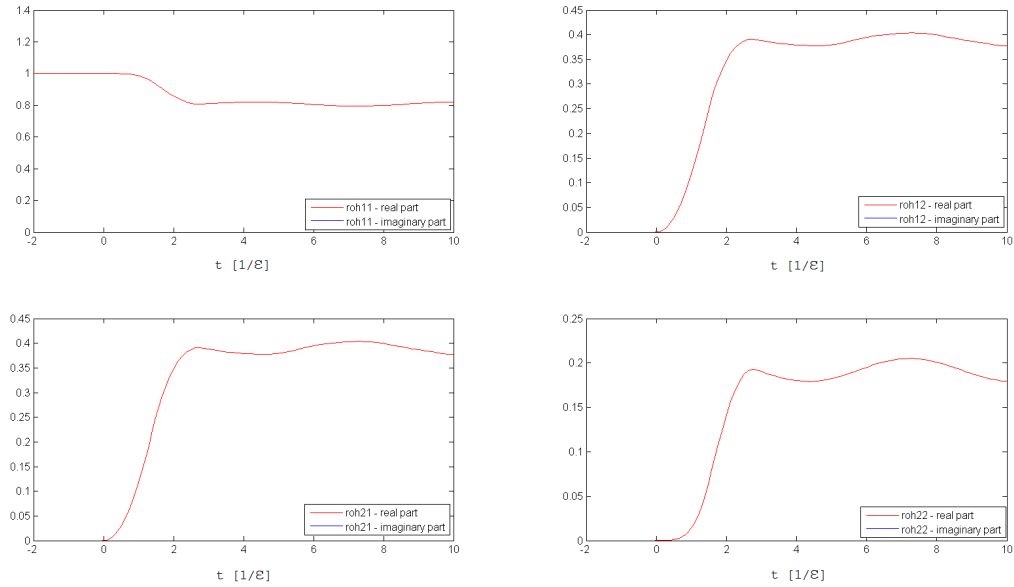 1.4
1.2
1
0.8
0.6
0.4
0.2
0
-2 0 2 4 6 8 10
roh11 - real part
roh11 - imaginary part
t [1/ε]
0.45
0.4
0.35
0.3
0.25
0.2
0.15
0.1
0.05
0
-2 0 2 4 6 8 10
roh12 - real part
roh12 - imaginary part
t [1/ε]
0.45
0.4
0.35
0.3
0.25
0.2
0.15
0.1
0.05
0
-2 0 2 4 6 8 10
roh21 - real part
roh21 - imaginary part
t [1/ε]
0.25
0.2
0.15
0.1
0.05
0
-2 0 2 4 6 8 10
roh22 - real part
roh22 - imaginary part
t [1/ε]